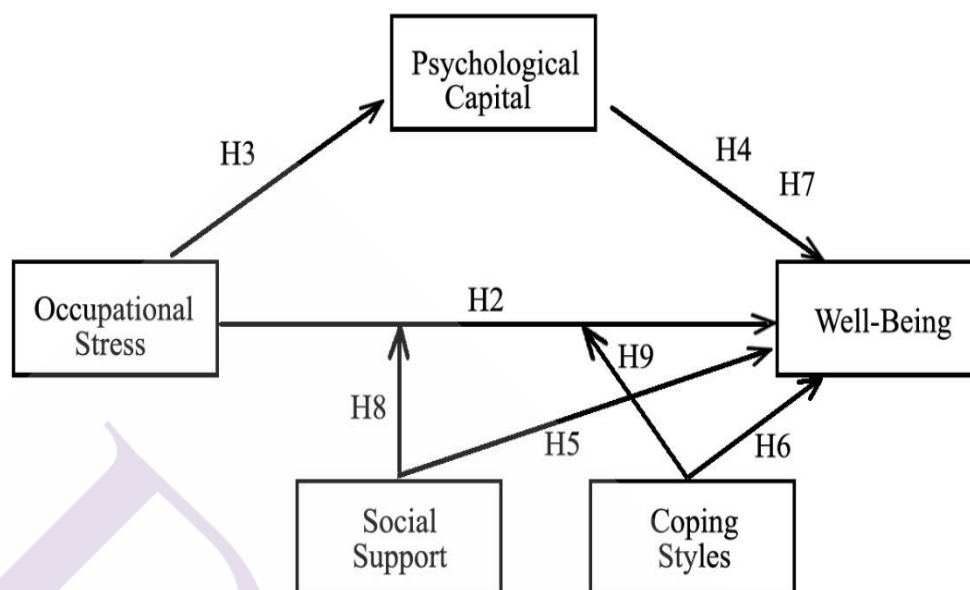 Psychological
Capital
H3
H4
H7
Occupational
Stress
H2
Well-Being
H9
H8
H5
H6
Social
Support
Coping
Styles